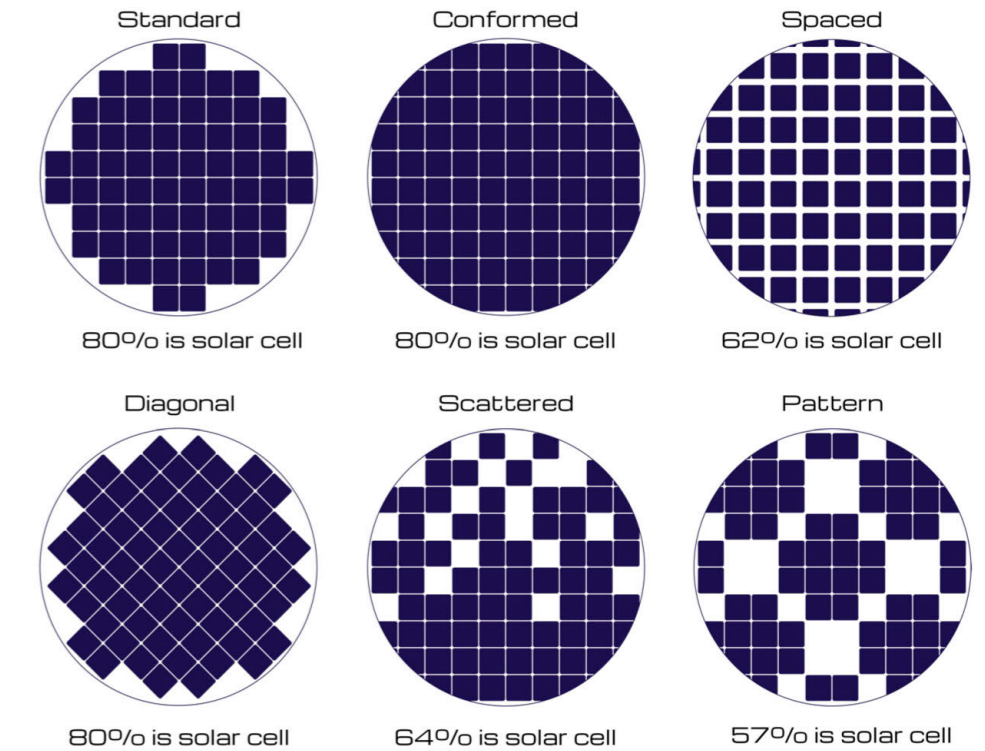 Standard
Conformed
Spaced
80% is solar cell
80% is solar cell
62% is solar cell
Diagonal
Scattered
Pattern
80% is solar cell
64% is solar cell
57% is solar cell